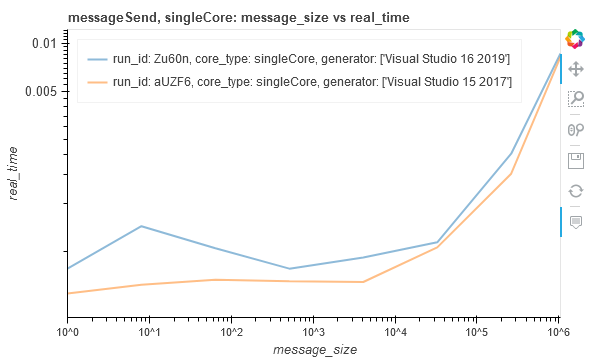 messageSend, singleCore: message_size vs real_time
0.01
0.005
real_time
run_id: Zu60n, core_type: singleCore, generator: ['Visual Studio 16 2019']
run_id: aUZF6, core_type: singleCore, generator: ['Visual Studio 15 2017']
10^0 10^1 10^2 10^3 10^4 10^5 10^6
message_size